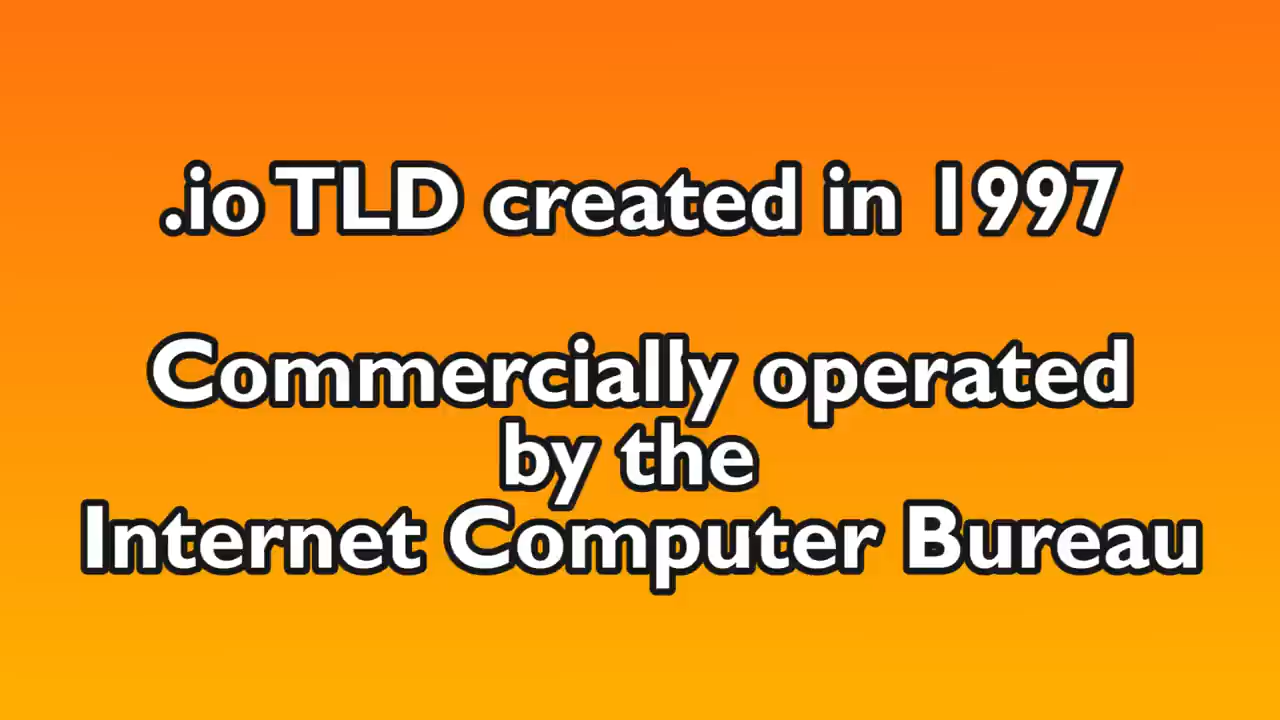 .io TLD created in 1997
Commercially operated
by the
Internet Computer Bureau